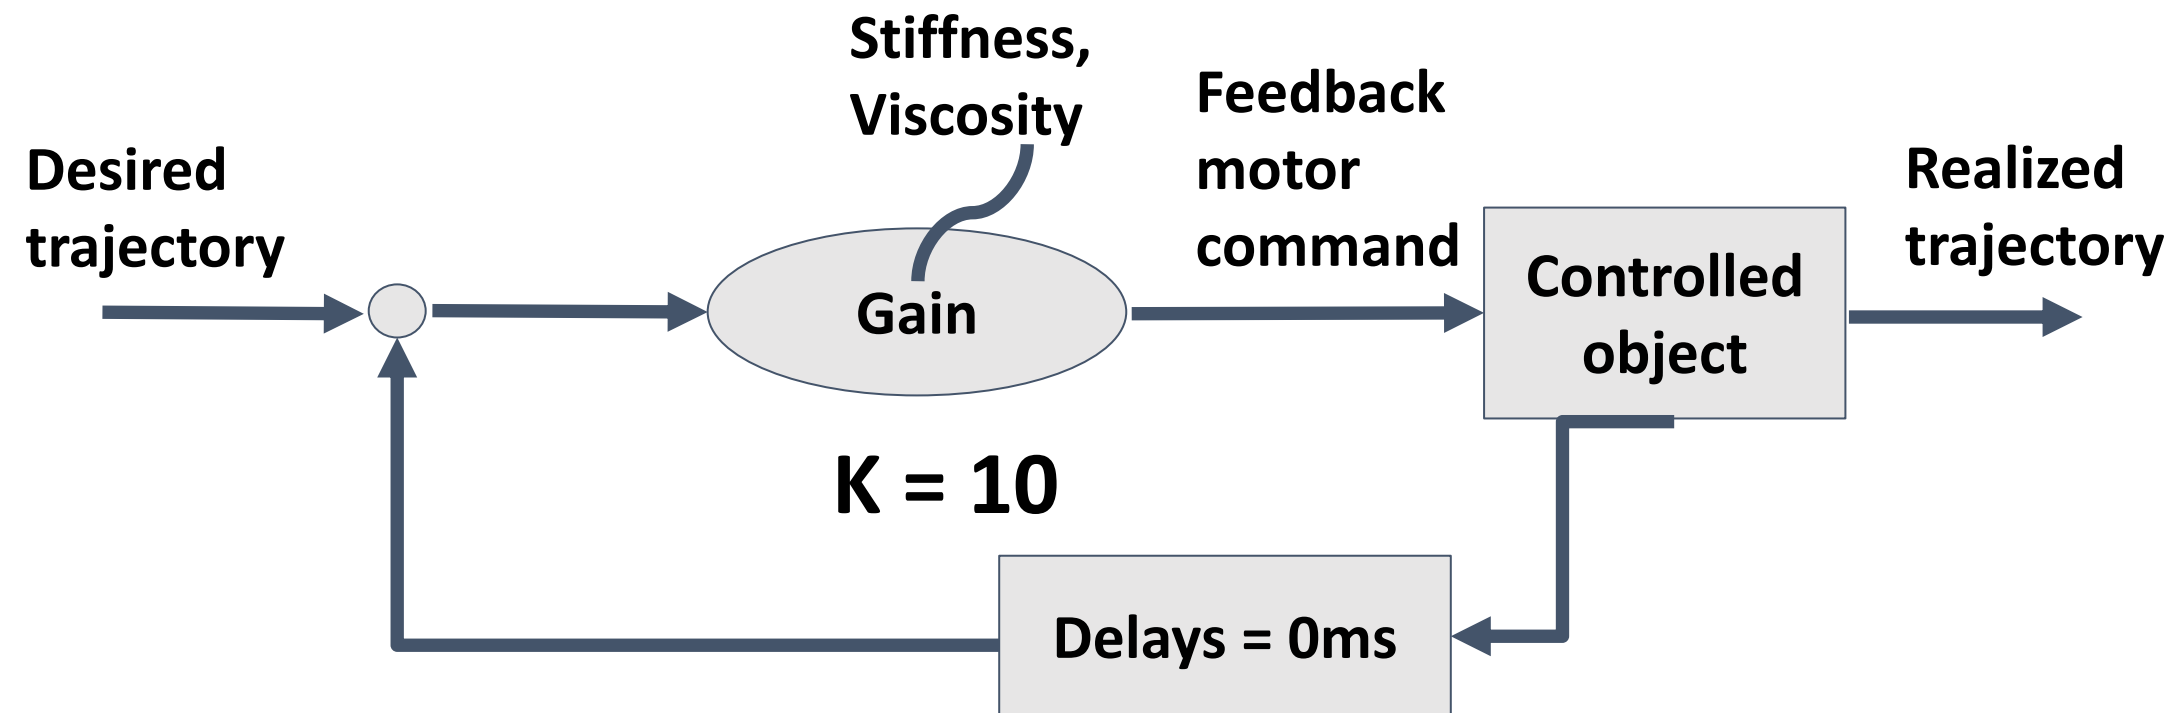 Stiffness,
Viscosity
Feedback
motor
command
Desired
trajectory
Realized
trajectory
Gain
Controlled
object
K = 10
Delays = 0ms